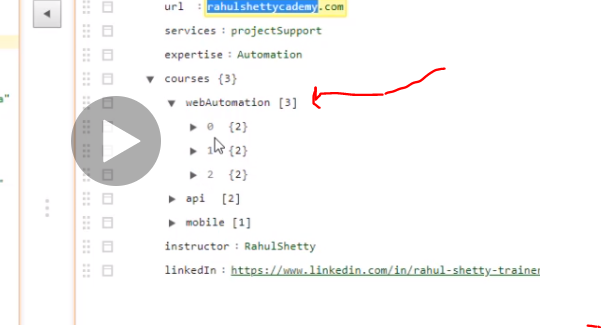 url : rahulshettycademy.com
services : projectSupport
expertise : Automation
courses {3}
webAutomation [3]
0 {2}
1 {2}
2 {2}
api [2]
mobile [1]
instructor : RahulShetty
linkedIn : https://www.linkedin.com/in/rahul-shetty-trainer